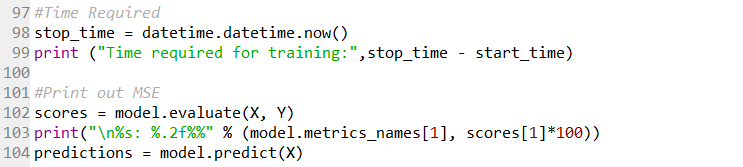 97 #Time Required
98 stop_time = datetime.datetime.now()
99 print ("Time required for training:",stop_time - start_time)
100
101 #Print out MSE
102 scores = model.evaluate(X, Y)
103 print("\n%s: %.2f%%" % (model.metrics_names[1], scores[1]*100))
104 predictions = model.predict(X)